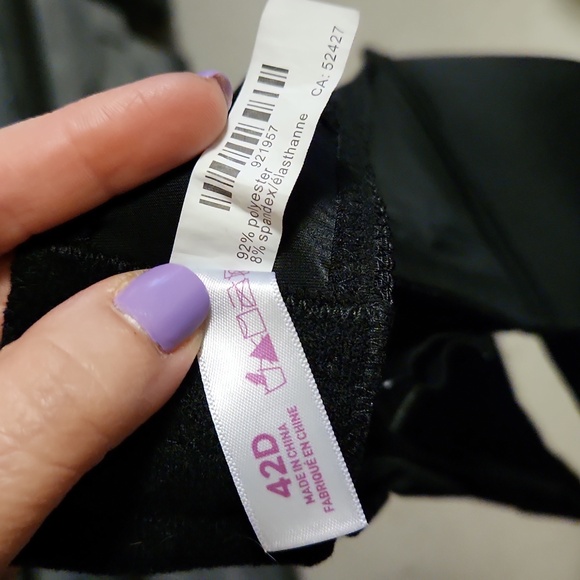 921957
92% polyester
8% spandex/élasthanne
CA: 52427
42D
MADE IN CHINA
FABRIQUÉ EN CHINE